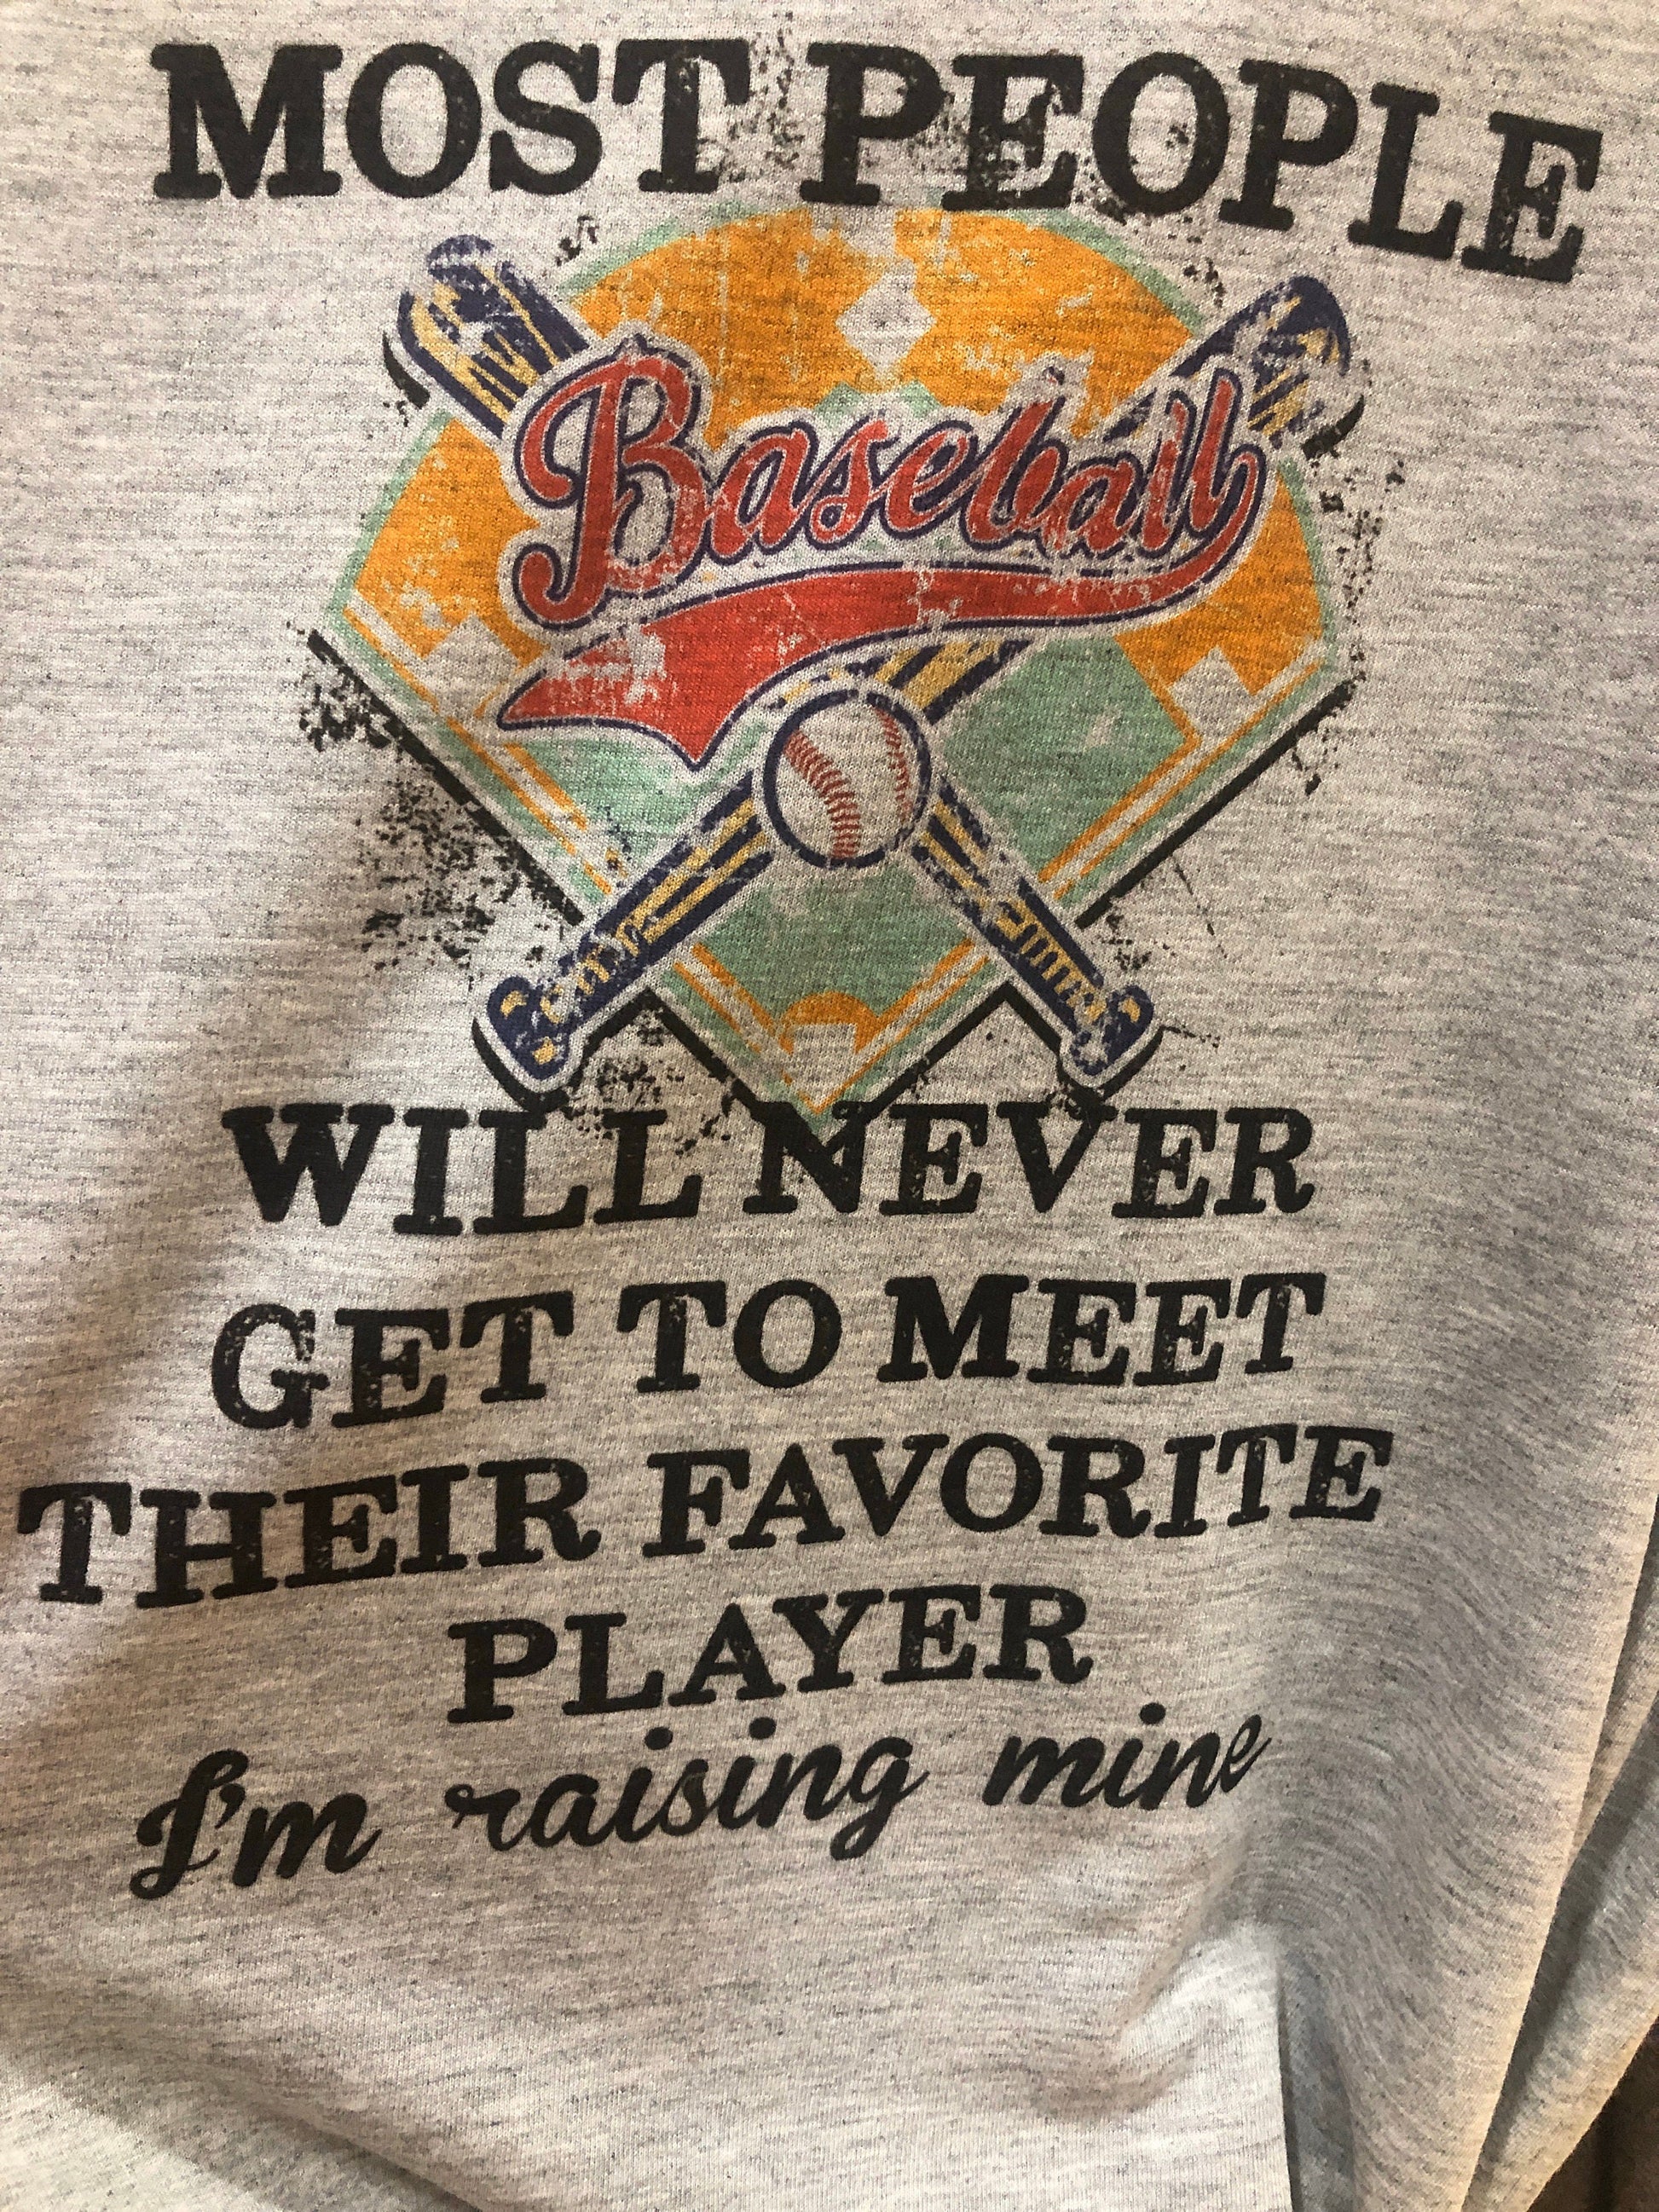 MOST PEOPLE
Baseball
WILL NEVER
GET TO MEET
THEIR FAVORITE
PLAYER
I'm raising mine